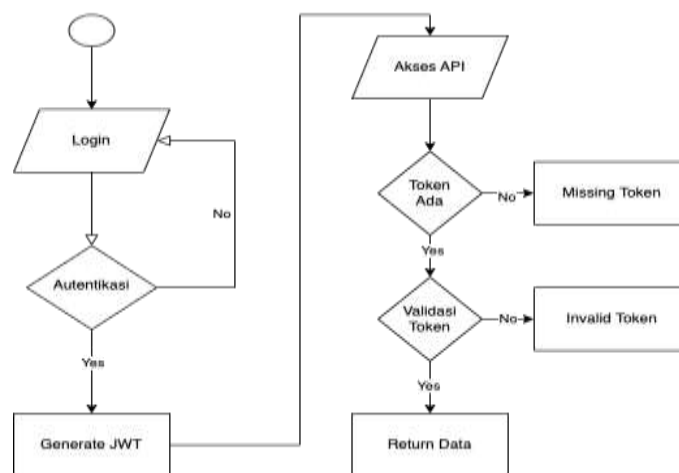 Login
No
Autentikasi
Yes
Generate JWT
Akses API
Token
Ada
No
Missing Token
Yes
Validasi
Token
No
Invalid Token
Yes
Return Data